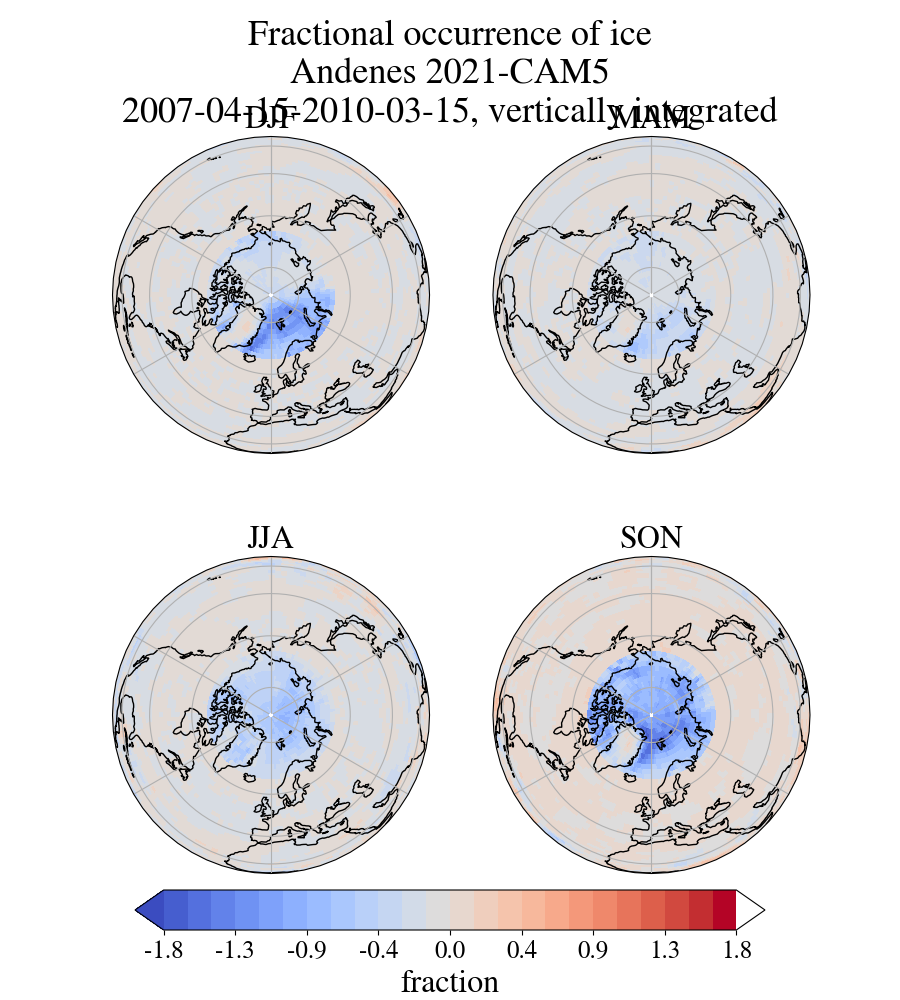 Fractional occurrence of ice
Andenes 2021-CAM5
2007-04-15-2010-03-15, vertically integrated
DJF
MAM
JJA
SON
-1.8 -1.3 -0.9 -0.4 0.0 0.4 0.9 1.3 1.8
fraction